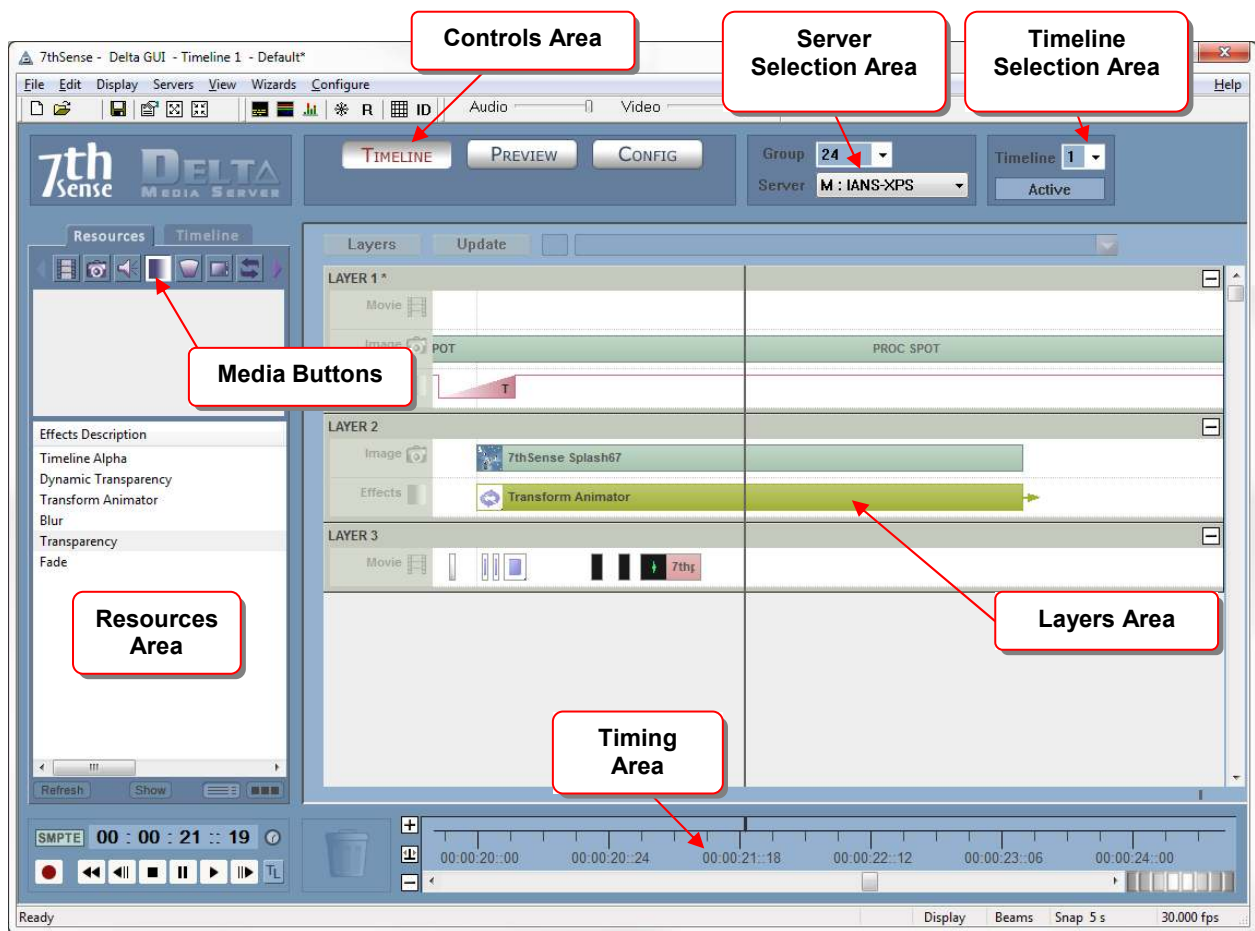 Controls Area
Server
Selection Area
Timeline
Selection Area
7thSense - Delta GUI - Timeline 1 - Default*
File Edit Display Servers View Wizards Configure Help
R ID Audio Video
7th sense
DELTA
MEDIA SERVER
TIMELINE PREVIEW CONFIG
Group 24
Server M : IANS-XPS
Timeline 1
Active
Resources Timeline
Layers Update
LAYER 1 *
Movie
Image POT PROC SPOT
T
Media Buttons
LAYER 2
Image 7thSense Splash67
Effects Transform Animator
LAYER 3
Movie
Effects Description
Timeline Alpha
Dynamic Transparency
Transform Animator
Blur
Transparency
Fade
Resources
Area
Layers Area
Timing
Area
Refresh Show
SMPTE 00 : 00 : 21 :: 19
TL
00:00:20::00 00:00:20::24 00:00:21::18 00:00:22::12 00:00:23::06 00:00:24::00
Ready Display Beams Snap 5 s 30.000 fps